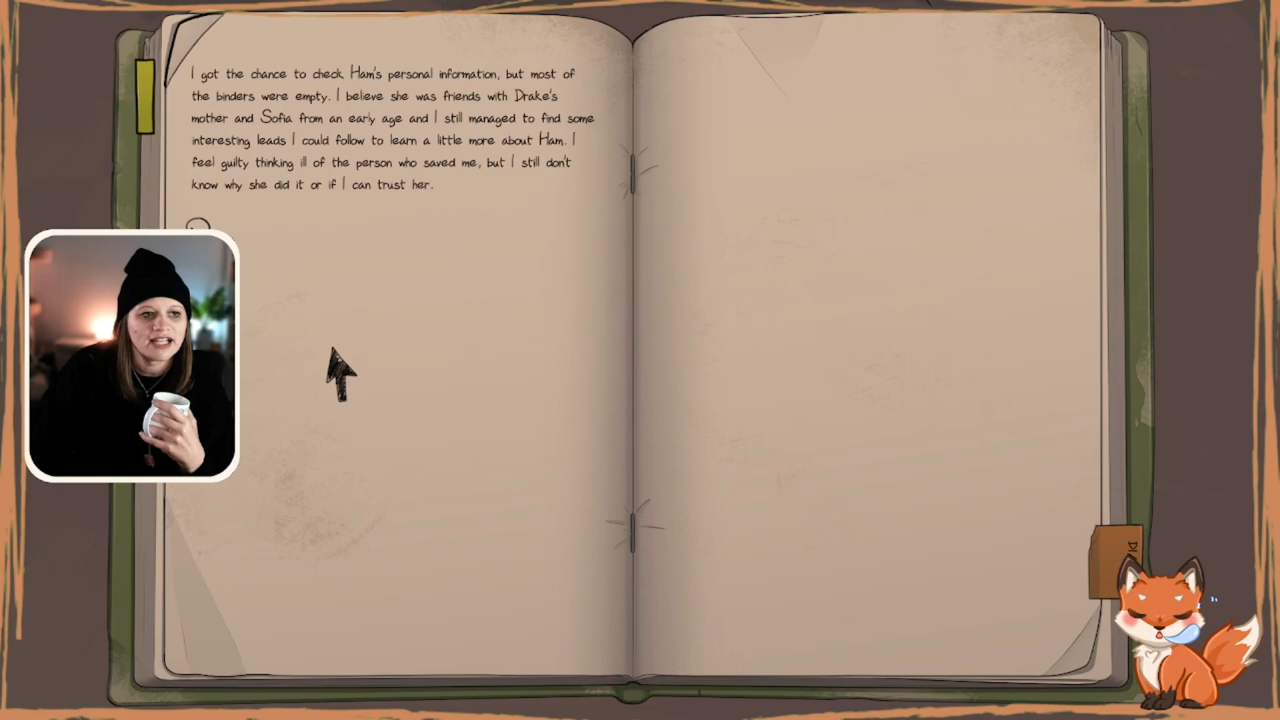 I got the chance to check Ham's personal information, but most of
the binders were empty. I believe she was friends with Drake's
mother and Sofia from an early age and I still managed to find some
interesting leads I could follow to learn a little more about Ham. I
feel guilty thinking ill of the person who saved me, but I still don't
know why she did it or if I can trust her.